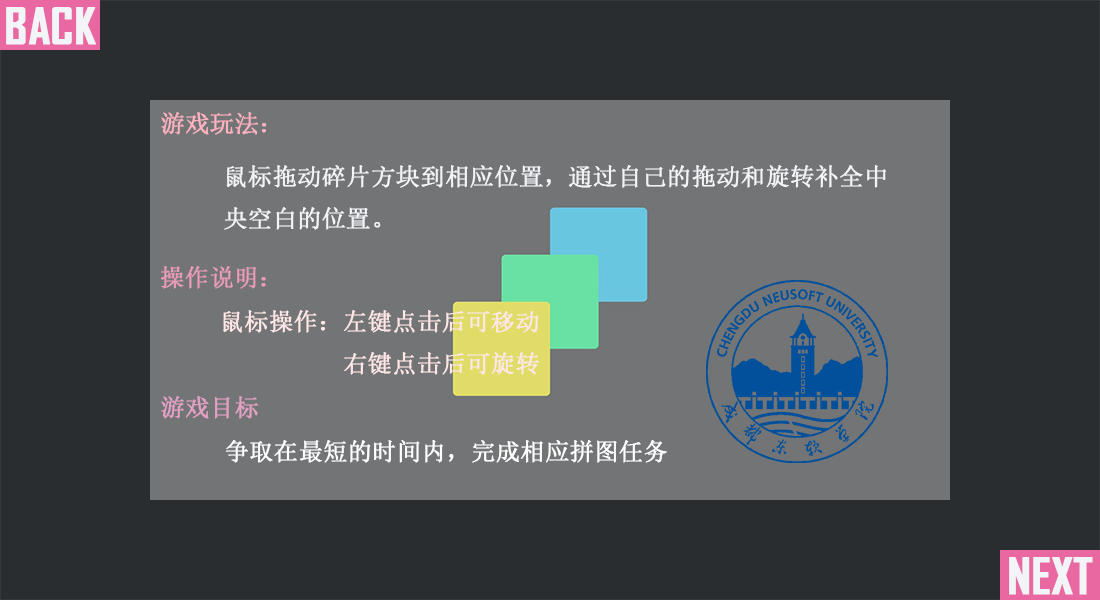 BACK
游戏玩法：
鼠标拖动碎片方块到相应位置，通过自己的拖动和旋转补全中
央空白的位置。
操作说明：
鼠标操作：左键点击后可移动
右键点击后可旋转
CHENGDU NEUSOFT UNIVERSITY
成都东软学院
游戏目标
争取在最短的时间内，完成相应拼图任务
NEXT